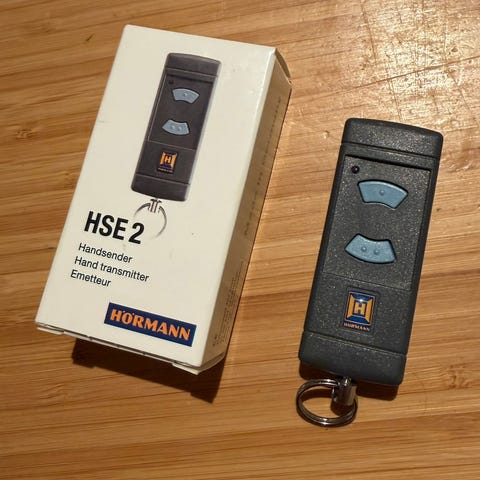 HSE 2
Handsender
Hand transmitter
Emetteur
HÖRMANN
H
HÖRMANN